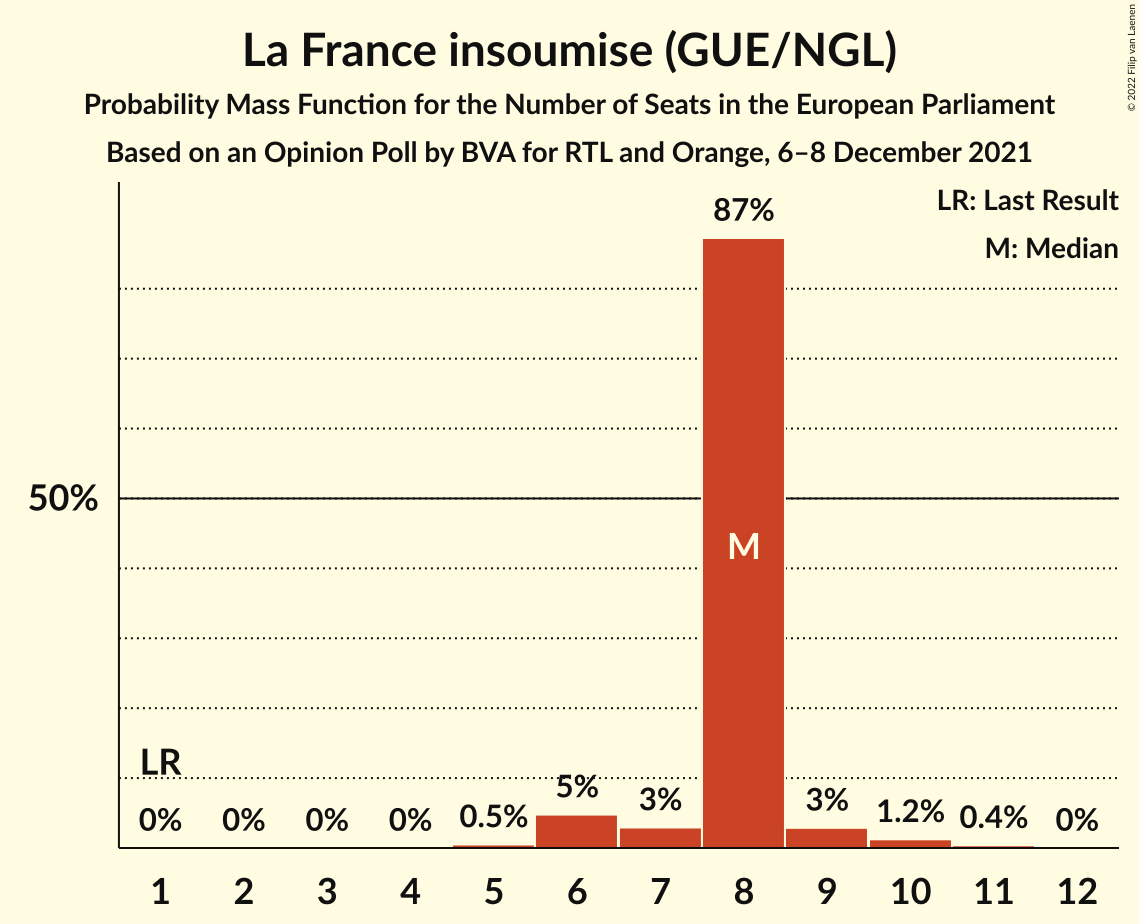 La France insoumise (GUE/NGL)
Probability Mass Function for the Number of Seats in the European Parliament
Based on an Opinion Poll by BVA for RTL and Orange, 6–8 December 2021
© 2022 Filip van Laenen
LR: Last Result
M: Median
87%
50%
M
LR
0% 0% 0% 0% 0.5% 5% 3% 3% 1.2% 0.4% 0%
1 2 3 4 5 6 7 8 9 10 11 12